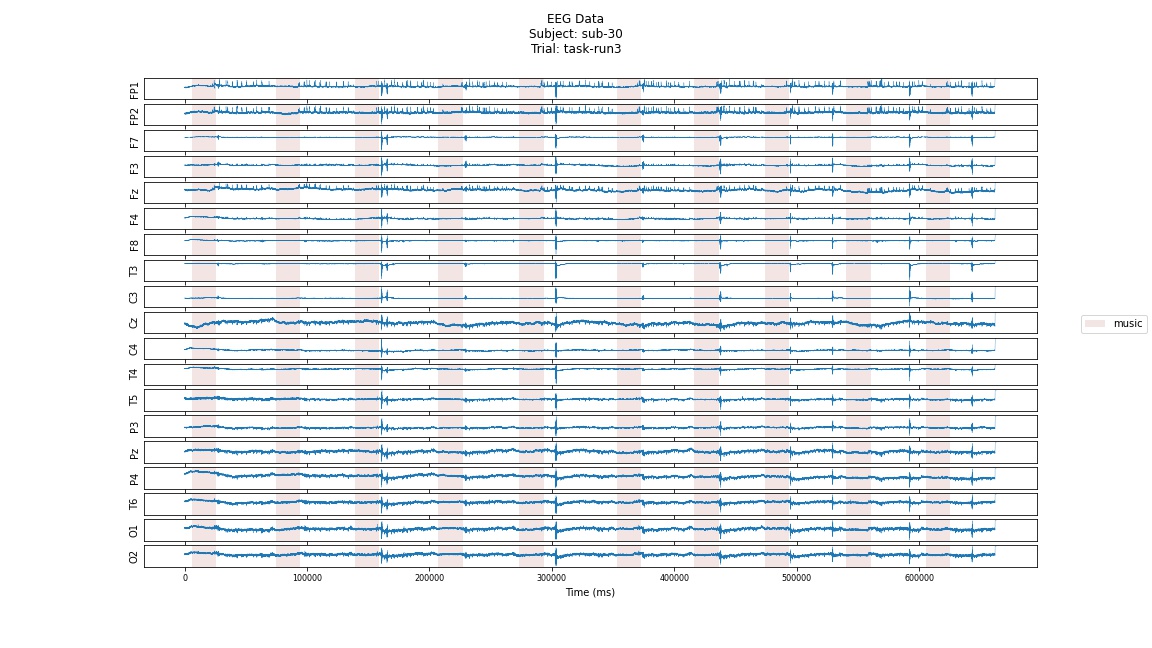 EEG Data
Subject: sub-30
Trial: task-run3
FP1
FP2
F7
F3
Fz
F4
F8
T3
C3
Cz
C4
T4
T5
P3
Pz
P4
T6
O1
O2
music
0 100000 200000 300000 400000 500000 600000
Time (ms)